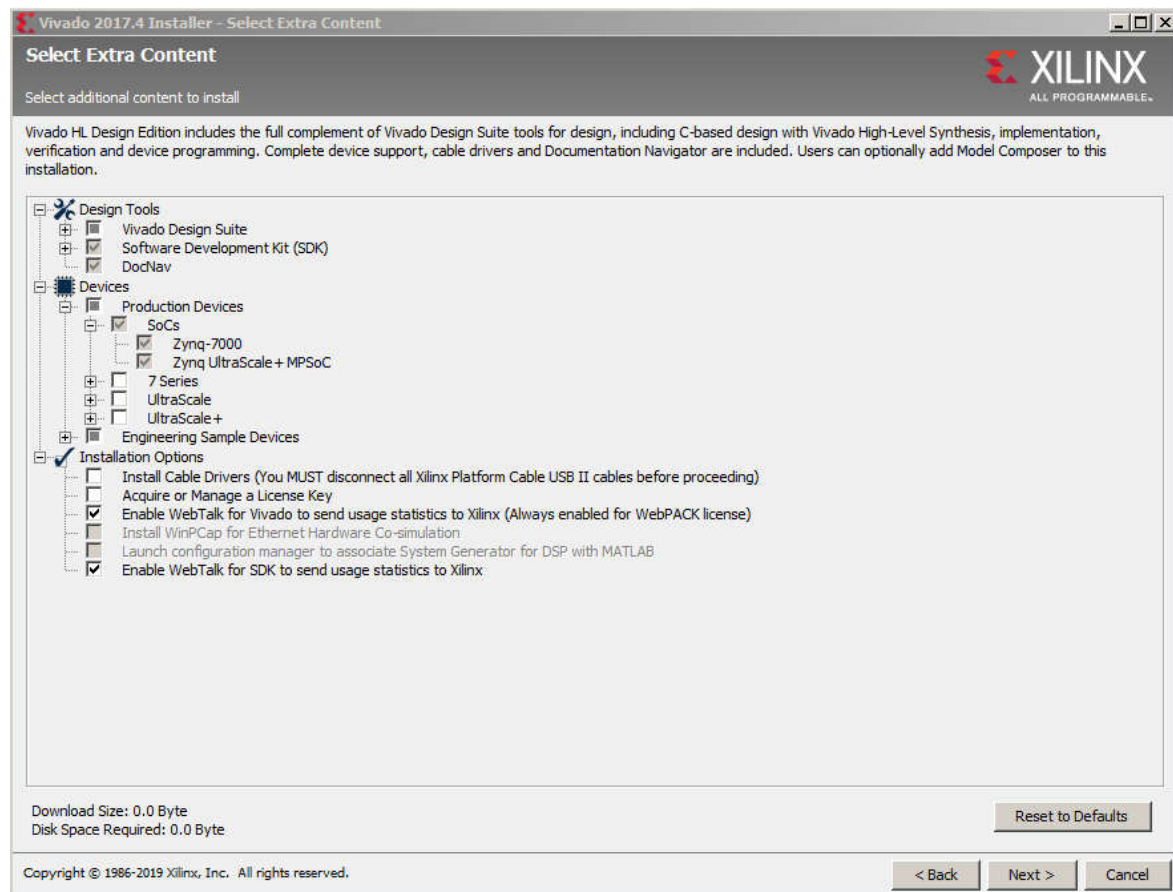 Vivado 2017.4 Installer - Select Extra Content
Select Extra Content
XILINX
ALL PROGRAMMABLE™
Select additional content to install
Vivado HL Design Edition includes the full complement of Vivado Design Suite tools for design, including C-based design with Vivado High-Level Synthesis, implementation,
verification and device programming. Complete device support, cable drivers and Documentation Navigator are included. Users can optionally add Model Composer to this
installation.
Design Tools
Vivado Design Suite
Software Development Kit (SDK)
DocNav
Devices
Production Devices
SoCs
Zynq-7000
Zynq UltraScale+ MPSoC
7 Series
UltraScale
UltraScale+
Engineering Sample Devices
Installation Options
Install Cable Drivers (You MUST disconnect all Xilinx Platform Cable USB II cables before proceeding)
Acquire or Manage a License Key
Enable WebTalk for Vivado to send usage statistics to Xilinx (Always enabled for WebPACK license)
Install WinPCap for Ethernet Hardware Co-simulation
Launch configuration manager to associate System Generator for DSP with MATLAB
Enable WebTalk for SDK to send usage statistics to Xilinx
Download Size: 0.0 Byte
Disk Space Required: 0.0 Byte
Reset to Defaults
Copyright © 1986-2019 Xilinx, Inc. All rights reserved.
< Back
Next >
Cancel